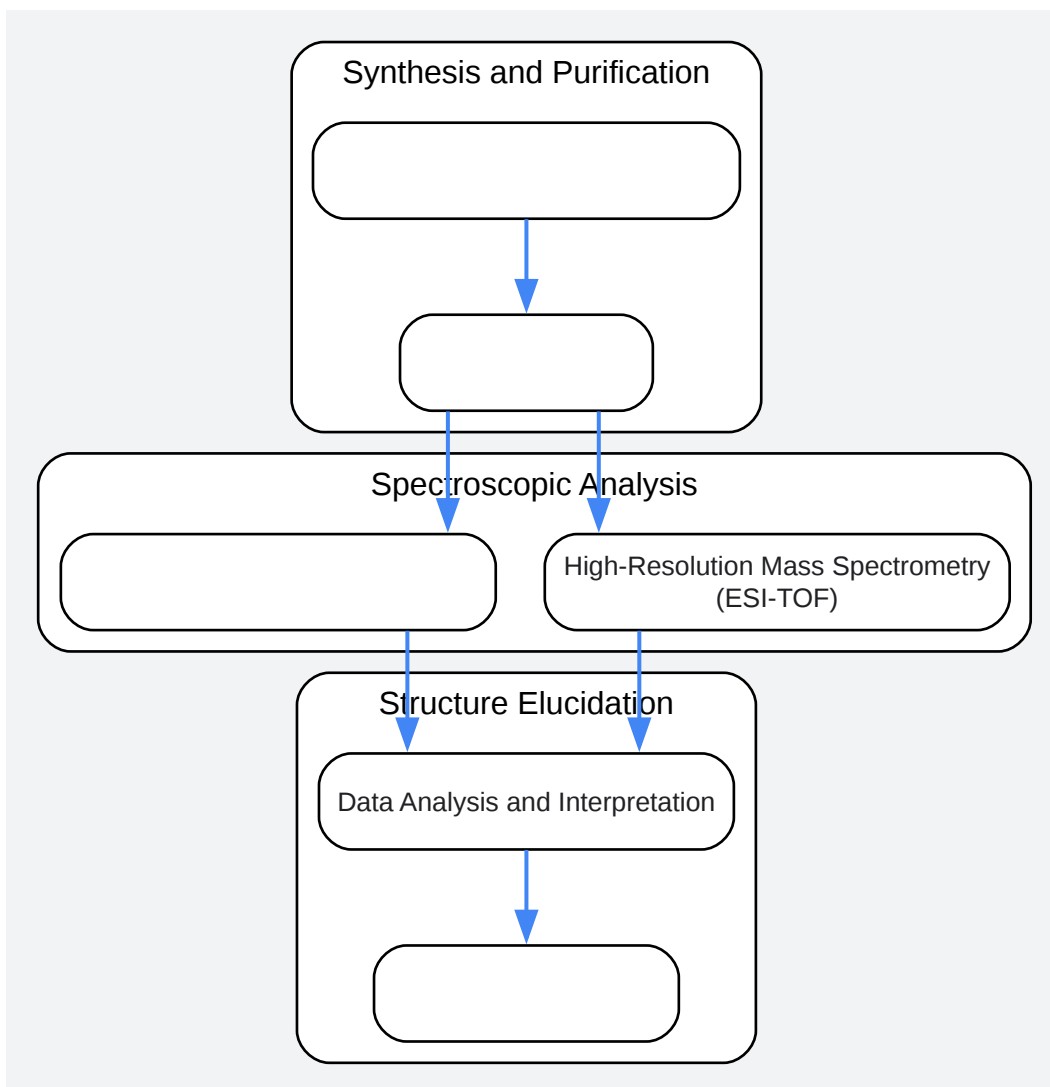 Synthesis and Purification
Spectroscopic Analysis
High-Resolution Mass Spectrometry
(ESI-TOF)
Structure Elucidation
Data Analysis and Interpretation